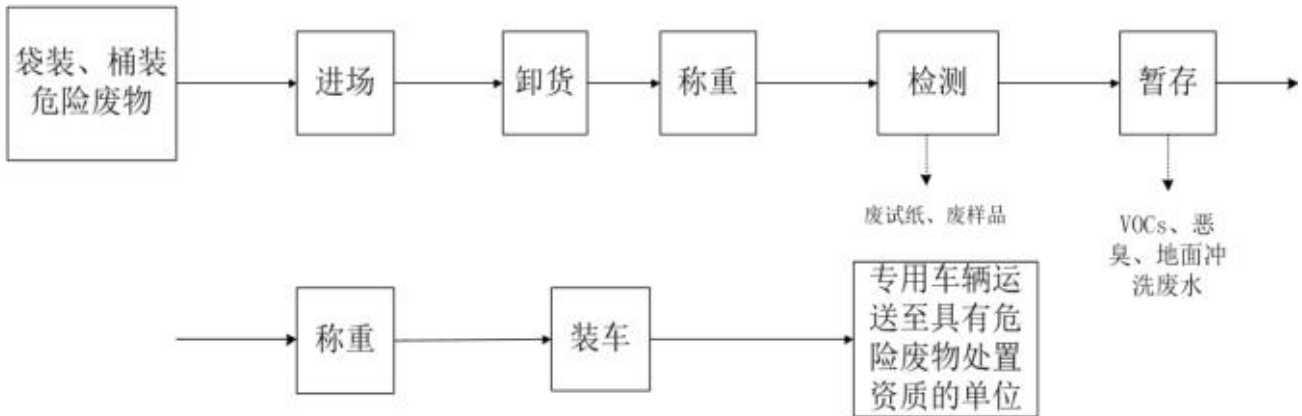 袋装、桶装
危险废物
进场
卸货
称重
检测
暂存
废试纸、废样品
VOCs、恶
臭、地面冲
洗废水
称重
装车
专用车辆运
送至具有危
险废物处置
资质的单位